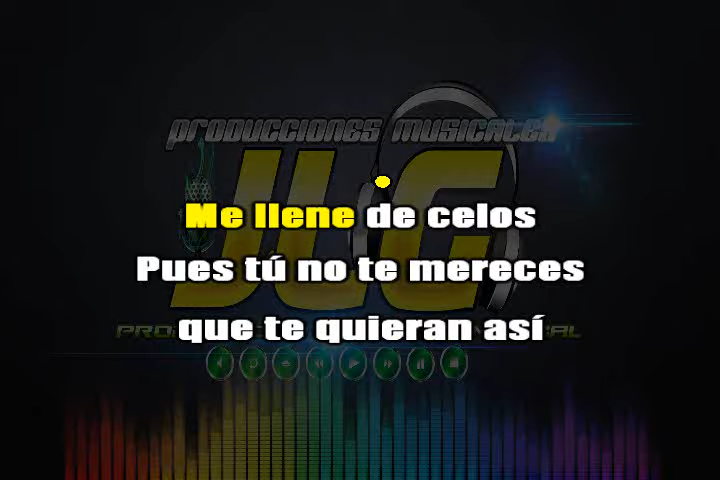 PRODUCCIONES MUSICALES
JLG
Me llene de celos
Pues tú no te mereces
que te quieran así